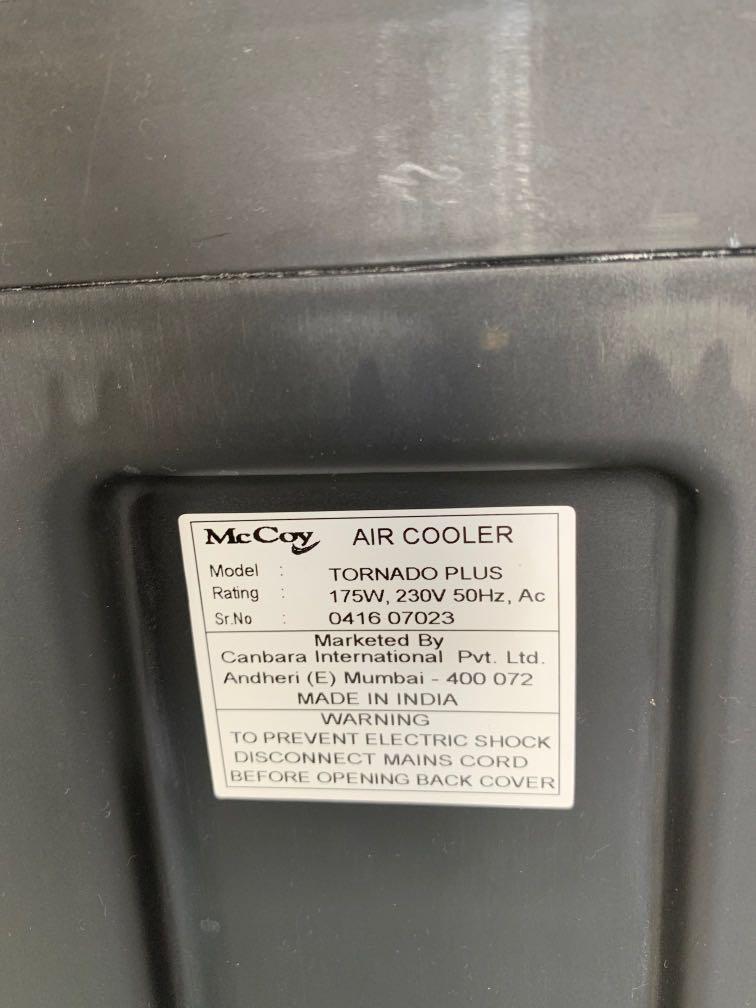 McCoy AIR COOLER
Model : TORNADO PLUS
Rating : 175W, 230V 50Hz, Ac
Sr.No : 0416 07023
Marketed By
Canbara International Pvt. Ltd.
Andheri (E) Mumbai - 400 072
MADE IN INDIA
WARNING
TO PREVENT ELECTRIC SHOCK
DISCONNECT MAINS CORD
BEFORE OPENING BACK COVER